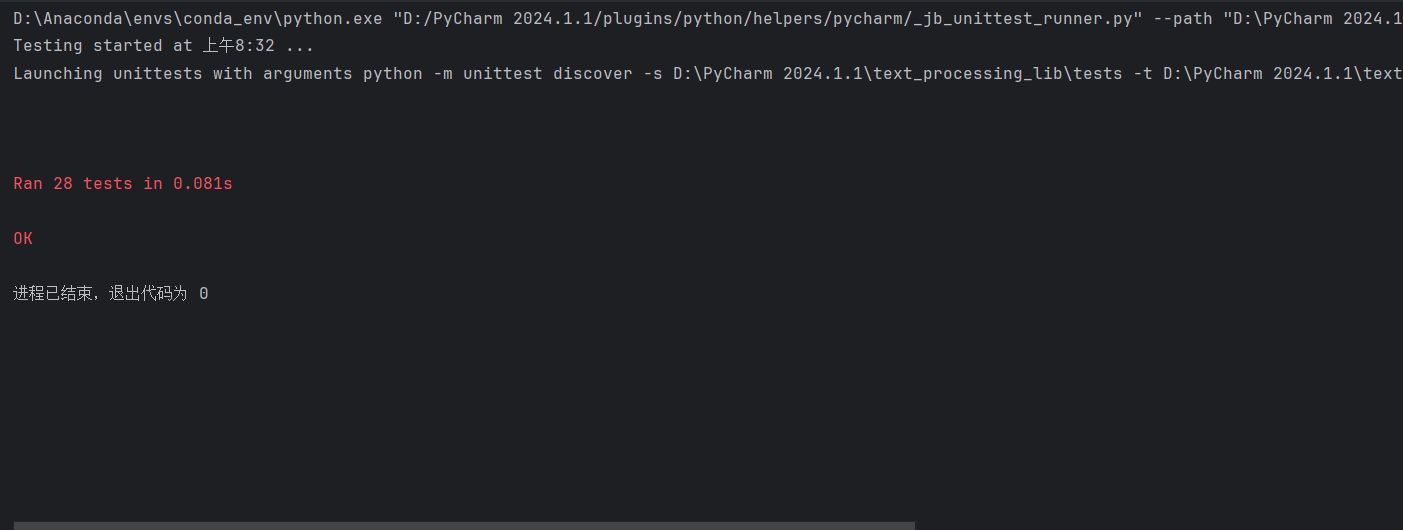 D:\Anaconda\envs\conda_env\python.exe "D:/PyCharm 2024.1.1/plugins/python/helpers/pycharm/_jb_unittest_runner.py" --path "D:\PyCharm 2024.1
Testing started at 上午8:32 ...
Launching unittests with arguments python -m unittest discover -s D:\PyCharm 2024.1.1\text_processing_lib\tests -t D:\PyCharm 2024.1.1\text
Ran 28 tests in 0.081s
OK
进程已结束，退出代码为 0